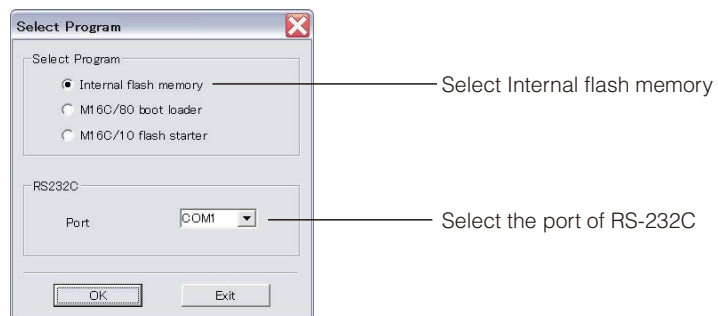 Select Program
Select Program
Internal flash memory
Select Internal flash memory
M16C/80 boot loader
M16C/10 flash starter
RS232C
Port
COM1
Select the port of RS-232C
OK
Exit